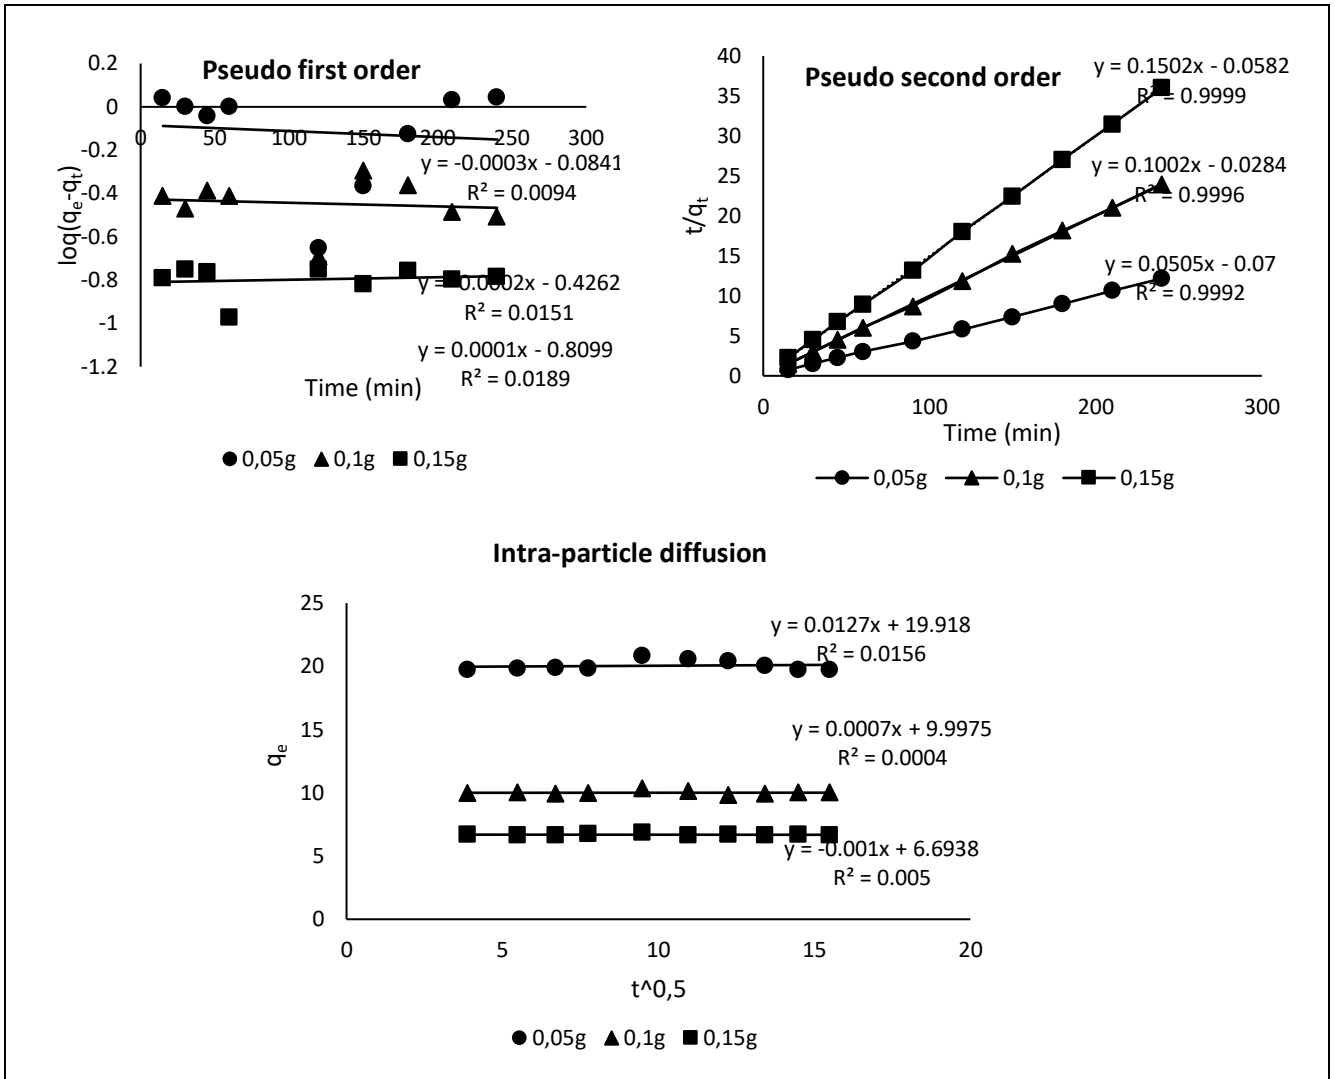 Pseudo first order
0.2
0
-0.2
-0.4
-0.6
-0.8
-1
-1.2
0 50 100 150 200 250 300
log(qₑ-qₜ)
y = -0.0003x - 0.0841
R² = 0.0094
0.0002x - 0.4262
R² = 0.0151
y = 0.0001x - 0.8099
R² = 0.0189
Time (min)
0,05g 0,1g 0,15g
Pseudo second order
40
35
30
25
20
15
10
5
0
0 100 200 300
t/qₜ
y = 0.1502x - 0.0582
R² = 0.9999
y = 0.1002x - 0.0284
R² = 0.9996
y = 0.0505x - 0.07
R² = 0.9992
Time (min)
0,05g 0,1g 0,15g
Intra-particle diffusion
25
20
15
10
5
0
0 5 10 15 20
qₑ
y = 0.0127x + 19.918
R² = 0.0156
y = 0.0007x + 9.9975
R² = 0.0004
y = -0.001x + 6.6938
R² = 0.005
t^0,5
0,05g 0,1g 0,15g